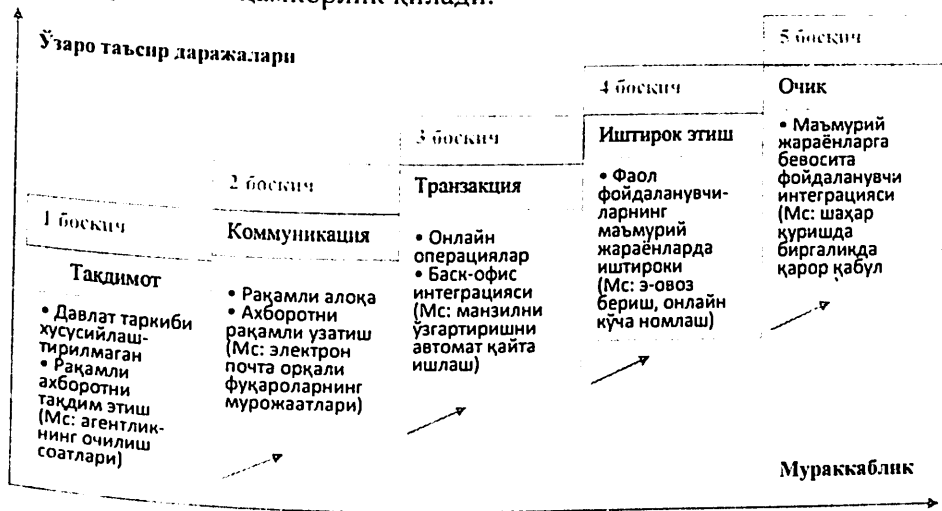 ҳамкорлик қилади.
Ўзаро таъсир даражалари
1 босқич
Тақдимот
• Давлат таркиби
хусусийлаш-
тирилмаган
• Рақамли
ахборотни
тақдим этиш
(Мс: агентлик-
нинг очилиш
соатлари)
2 босқич
Коммуникация
• Рақамли алоқа
• Ахборотни
рақамли узатиш
(Мс: электрон
почта орқали
фуқароларнинг
мурожаатлари)
3 босқич
Транзакция
• Онлайн
операциялар
• Баск-офис
интеграцияси
(Мс: манзилни
ўзгартиришни
автомат қайта
ишлаш)
4 босқич
Иштирок этиш
• Фаол
фойдаланувчи-
ларнинг
маъмурий
жараёнларда
иштироки
(Мс: э-овоз
бериш, онлайн
кўча номлаш)
5 босқич
Очик
• Маъмурий
жараёнларга
бевосита
фойдаланувчи
интеграцияси
(Мс: шаҳар
қуришда
биргаликда
қарор қабул
Мураккаблик